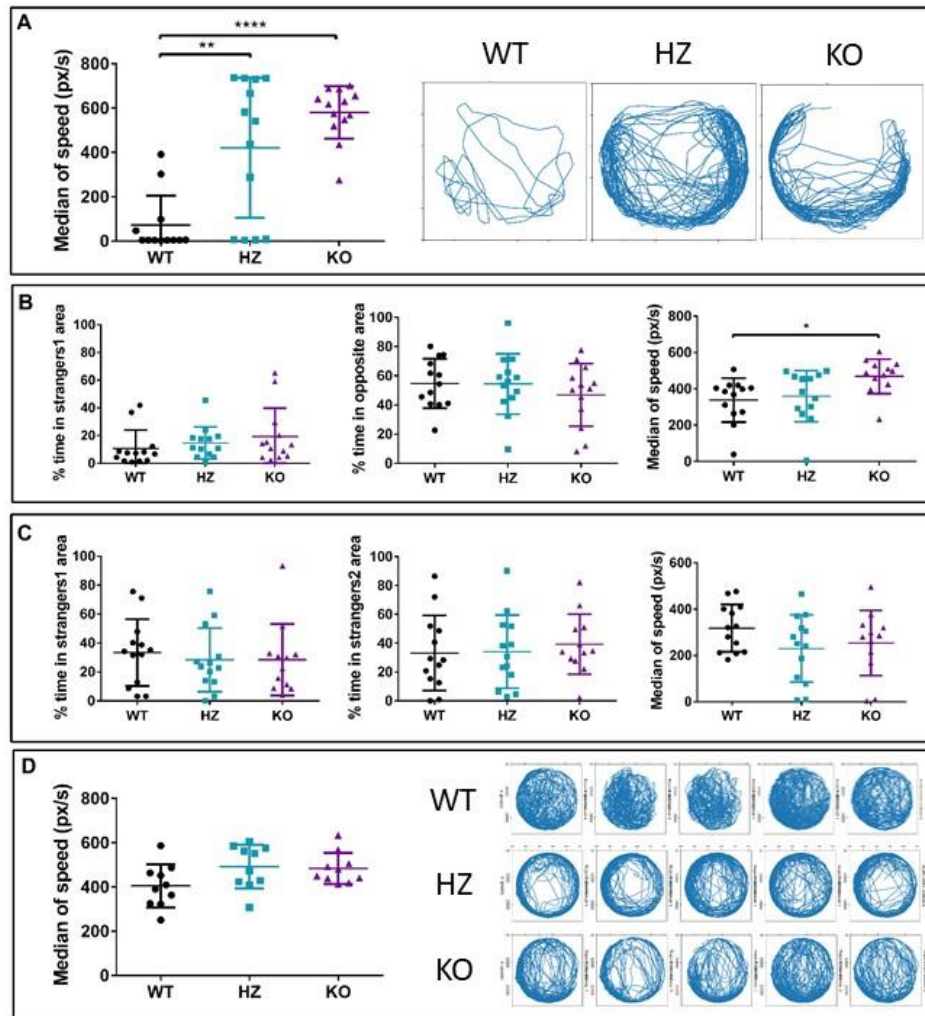 A
****
**
Median of speed (px/s)
800
600
400
200
0
WT
HZ
KO
WT
HZ
KO
B
% time in strangers1 area
100
80
60
40
20
0
WT
HZ
KO
% time in opposite area
100
80
60
40
20
0
WT
HZ
KO
*
Median of speed (px/s)
800
600
400
200
0
WT
HZ
KO
C
% time in strangers1 area
100
80
60
40
20
0
WT
HZ
KO
% time in strangers2 area
100
80
60
40
20
0
WT
HZ
KO
Median of speed (px/s)
600
400
200
0
WT
HZ
KO
D
Median of speed (px/s)
800
600
400
200
0
WT
HZ
KO
WT
HZ
KO